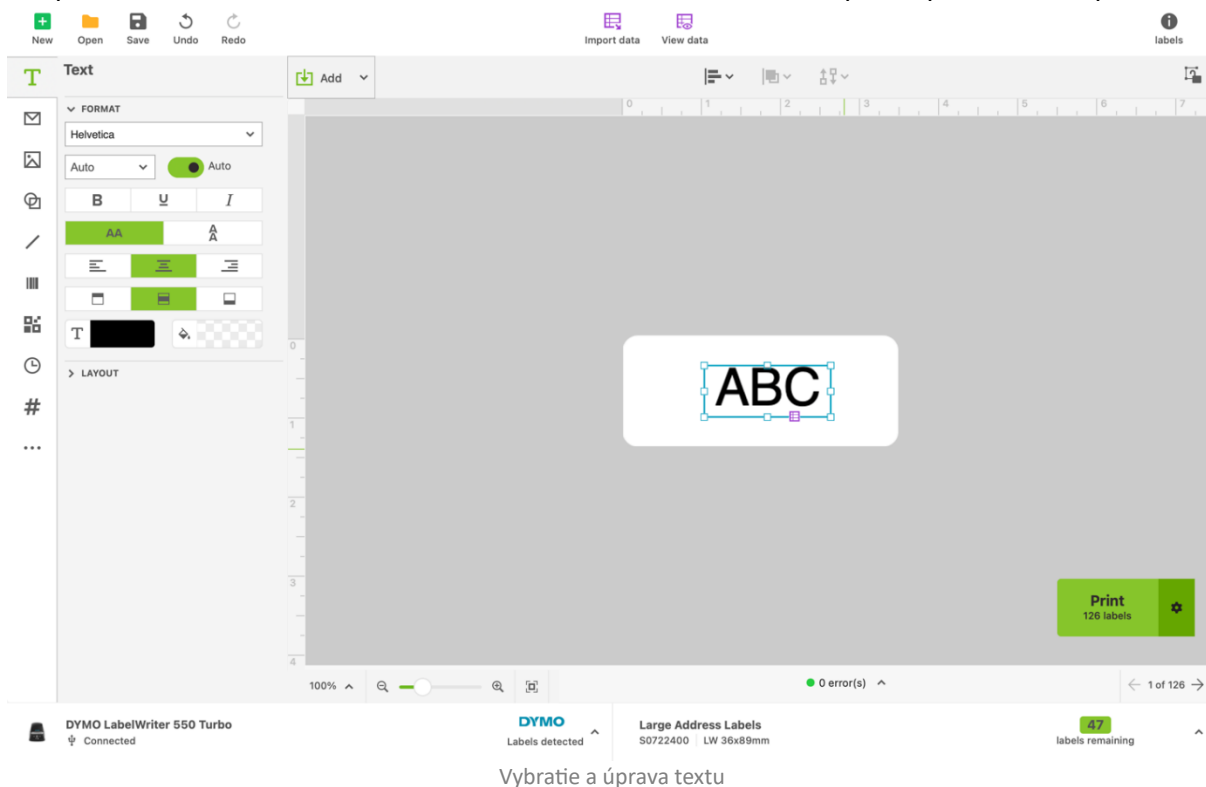 New Open Save Undo Redo Import data View data labels
Text
Add
FORMAT
Helvetica
Auto Auto
B U I
AA A A
T
LAYOUT
#
0 1 2 3 4 5 6 7
0
1
2
3
4
ABC
Print
126 labels
100%
0 error(s)
1 of 126
DYMO LabelWriter 550 Turbo
Connected
DYMO
Labels detected
Large Address Labels
S0722400 LW 36x89mm
47
labels remaining
Vybratie a úprava textu